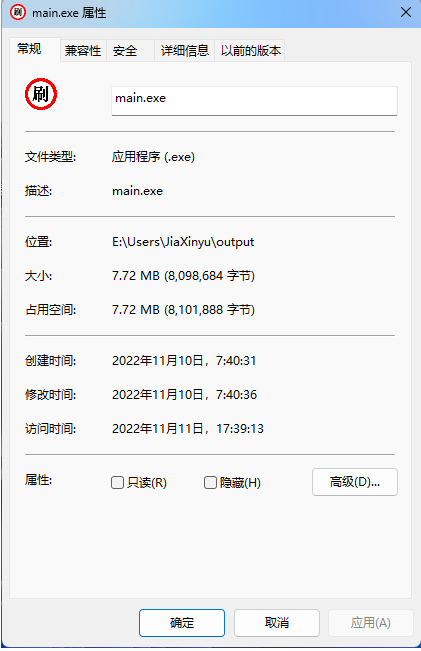 刷 main.exe 属性
常规 兼容性 安全 详细信息 以前的版本
刷 main.exe
文件类型: 应用程序 (.exe)
描述: main.exe
位置: E:\Users\JiaXinyu\output
大小: 7.72 MB (8,098,684 字节)
占用空间: 7.72 MB (8,101,888 字节)
创建时间: 2022年11月10日，7:40:31
修改时间: 2022年11月10日，7:40:36
访问时间: 2022年11月11日，17:39:13
属性: 只读(R) 隐藏(H) 高级(D)...
确定 取消 应用(A)